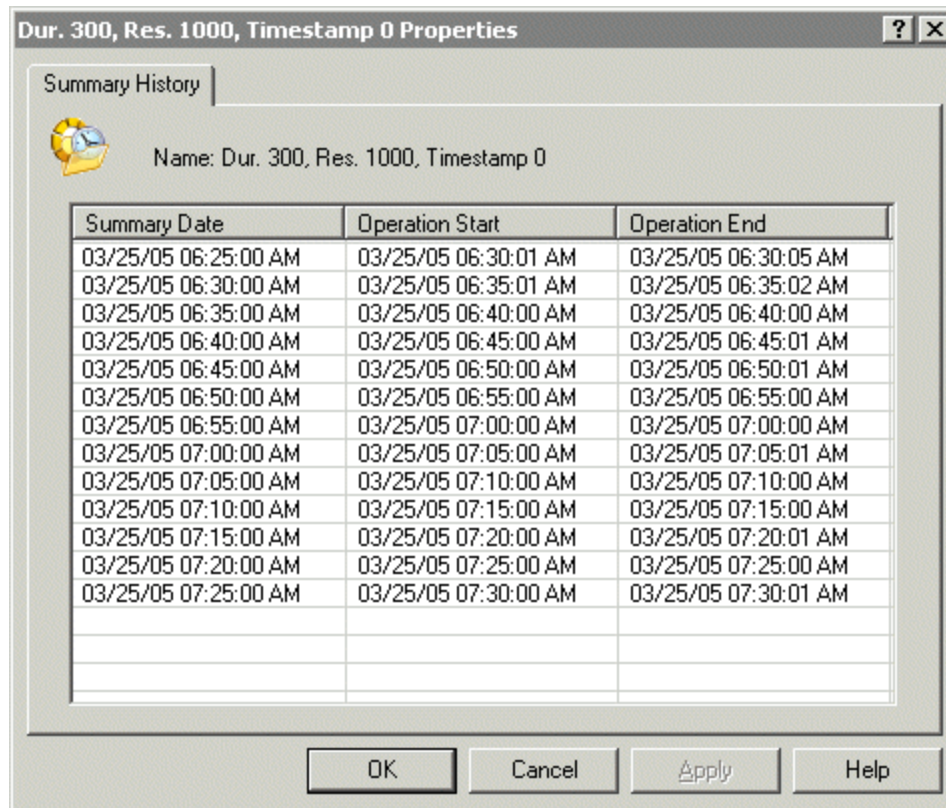 Dur. 300, Res. 1000, Timestamp 0 Properties ? X
Summary History
Name: Dur. 300, Res. 1000, Timestamp 0
Summary Date Operation Start Operation End
03/25/05 06:25:00 AM 03/25/05 06:30:01 AM 03/25/05 06:30:05 AM
03/25/05 06:30:00 AM 03/25/05 06:35:01 AM 03/25/05 06:35:02 AM
03/25/05 06:35:00 AM 03/25/05 06:40:00 AM 03/25/05 06:40:00 AM
03/25/05 06:40:00 AM 03/25/05 06:45:00 AM 03/25/05 06:45:01 AM
03/25/05 06:45:00 AM 03/25/05 06:50:00 AM 03/25/05 06:50:01 AM
03/25/05 06:50:00 AM 03/25/05 06:55:00 AM 03/25/05 06:55:00 AM
03/25/05 06:55:00 AM 03/25/05 07:00:00 AM 03/25/05 07:00:00 AM
03/25/05 07:00:00 AM 03/25/05 07:05:00 AM 03/25/05 07:05:01 AM
03/25/05 07:05:00 AM 03/25/05 07:10:00 AM 03/25/05 07:10:00 AM
03/25/05 07:10:00 AM 03/25/05 07:15:00 AM 03/25/05 07:15:00 AM
03/25/05 07:15:00 AM 03/25/05 07:20:00 AM 03/25/05 07:20:01 AM
03/25/05 07:20:00 AM 03/25/05 07:25:00 AM 03/25/05 07:25:00 AM
03/25/05 07:25:00 AM 03/25/05 07:30:00 AM 03/25/05 07:30:01 AM
OK Cancel Apply Help